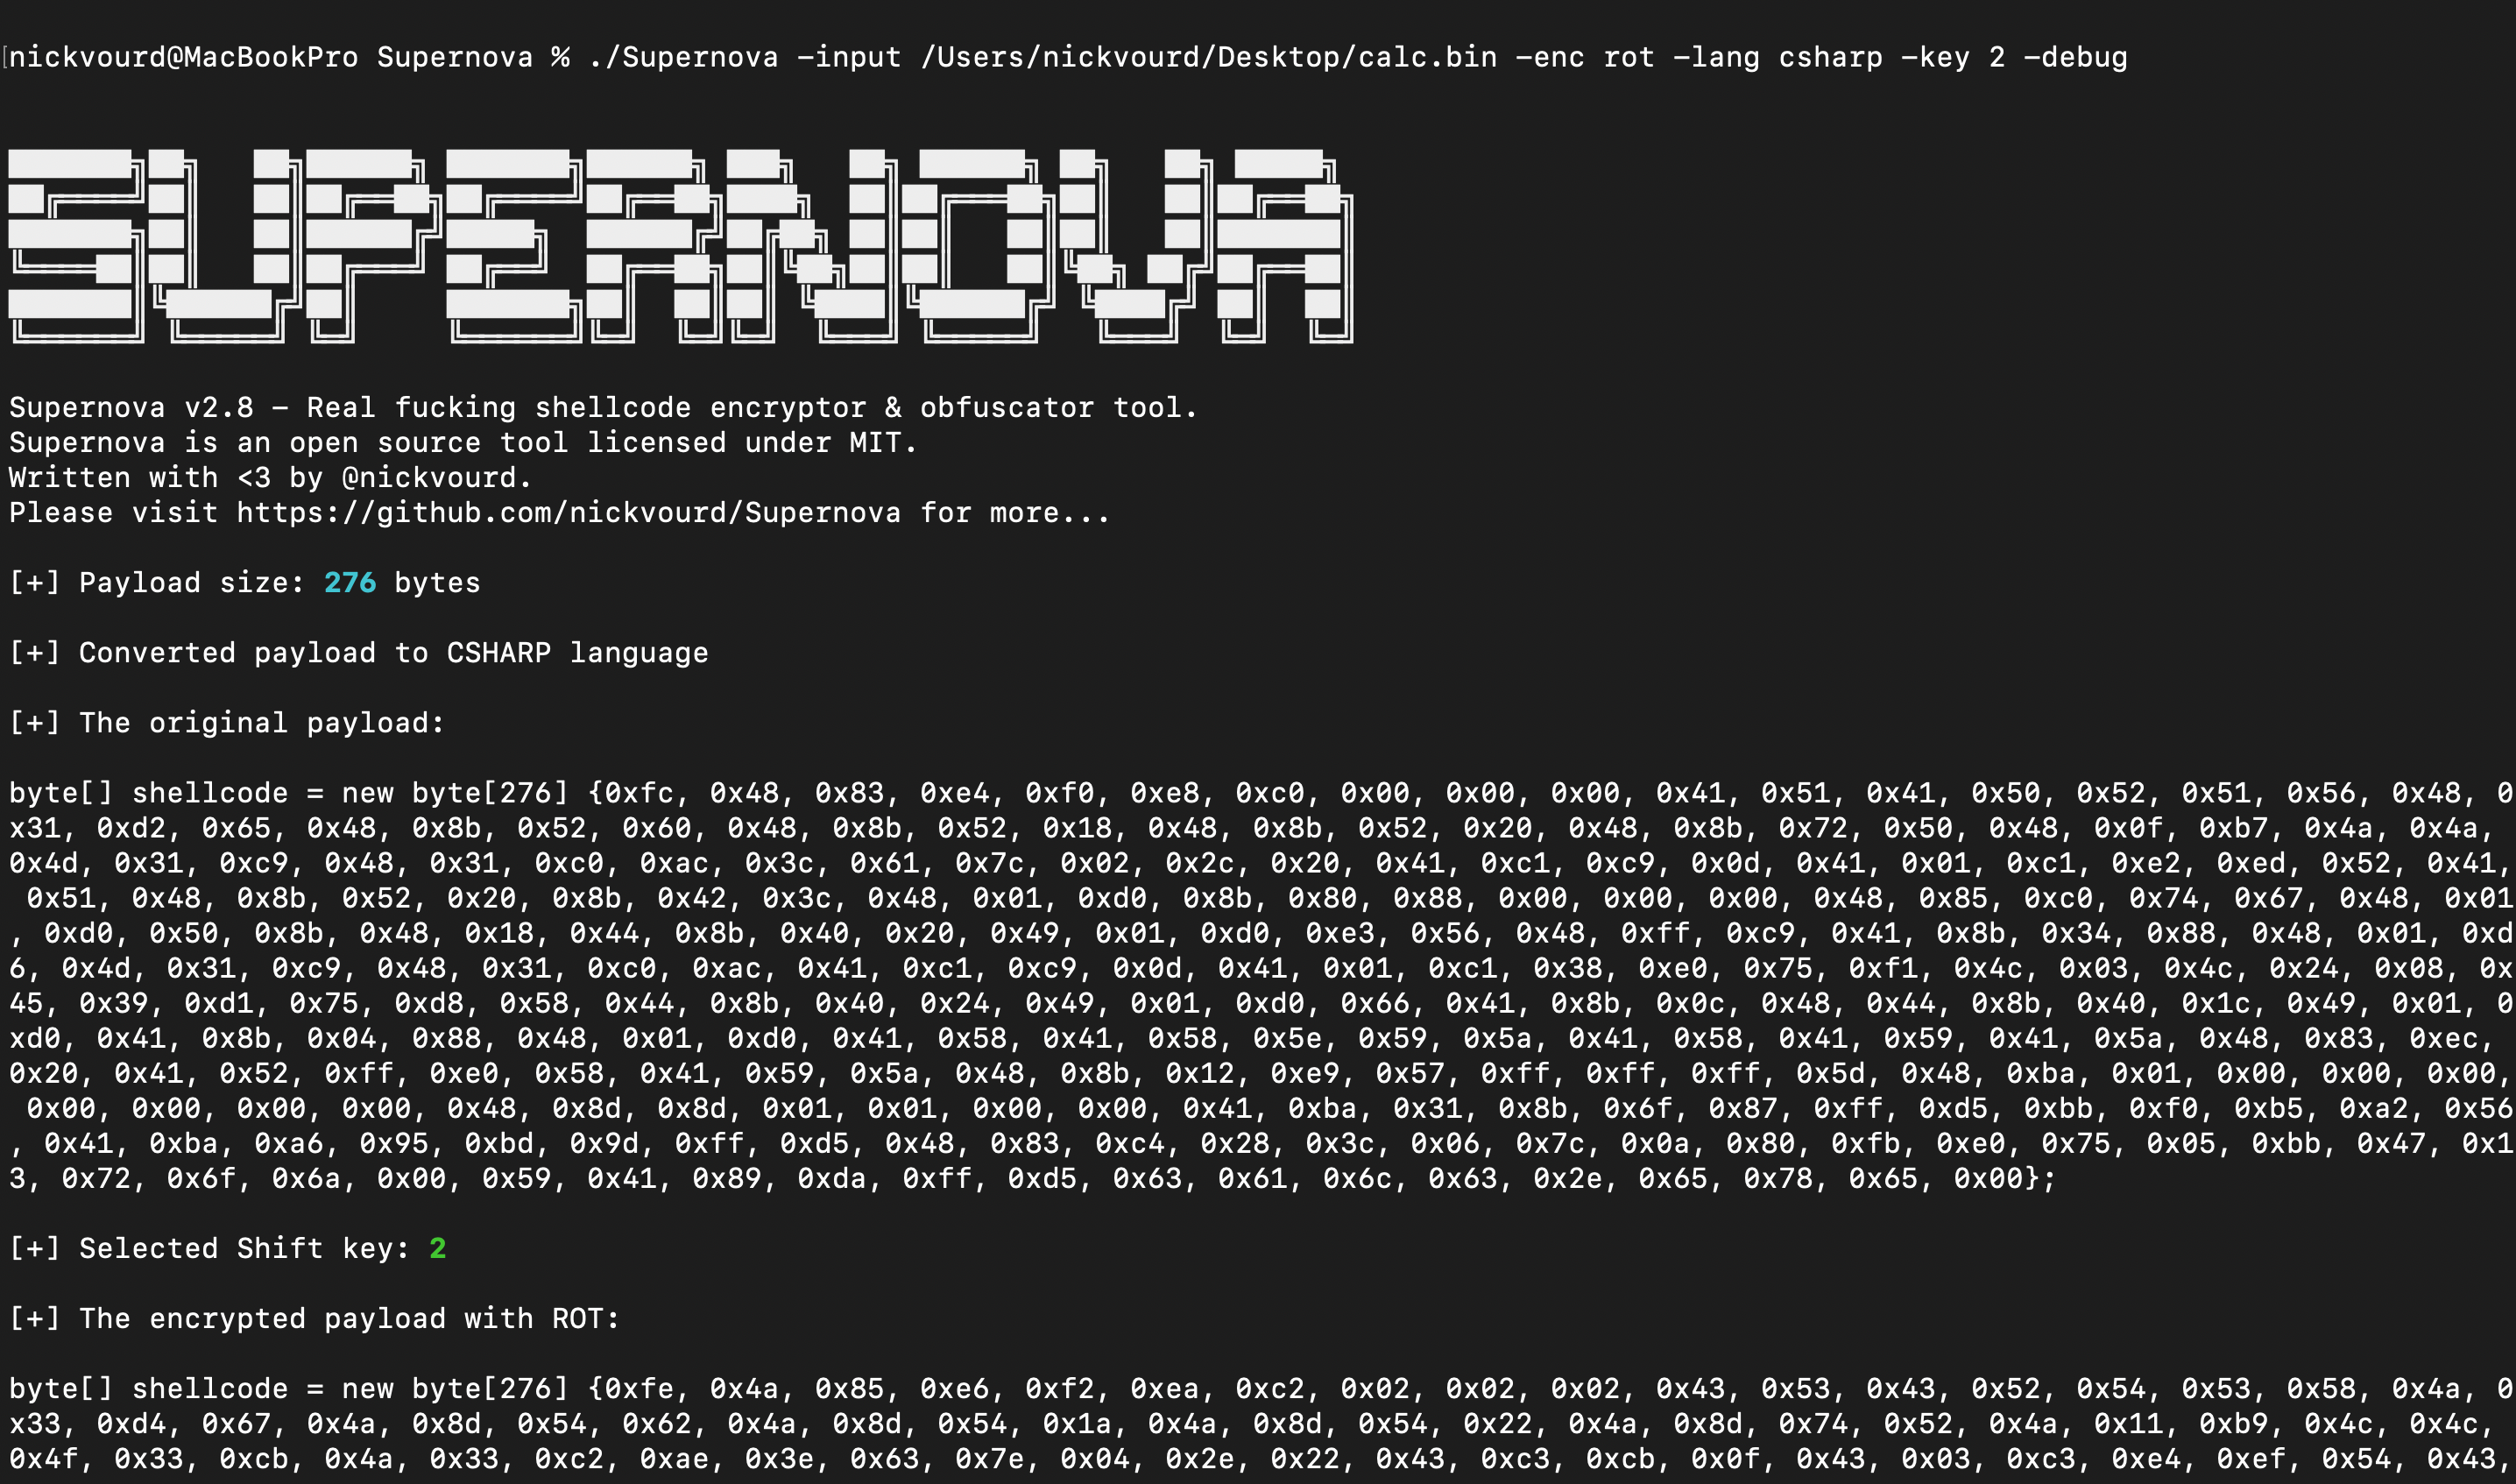 nickvourd@MacBookPro Supernova % ./Supernova -input /Users/nickvourd/Desktop/calc.bin -enc rot -lang csharp -key 2 -debug
SUPERNOVA
Supernova v2.8 - Real fucking shellcode encryptor & obfuscator tool.
Supernova is an open source tool licensed under MIT.
Written with <3 by @nickvourd.
Please visit https://github.com/nickvourd/Supernova for more...
[+] Payload size: 276 bytes
[+] Converted payload to CSHARP language
[+] The original payload:
byte[] shellcode = new byte[276] {0xfc, 0x48, 0x83, 0xe4, 0xf0, 0xe8, 0xc0, 0x00, 0x00, 0x00, 0x41, 0x51, 0x41, 0x50, 0x52, 0x51, 0x56, 0x48, 0
x31, 0xd2, 0x65, 0x48, 0x8b, 0x52, 0x60, 0x48, 0x8b, 0x52, 0x18, 0x48, 0x8b, 0x52, 0x20, 0x48, 0x8b, 0x72, 0x50, 0x48, 0x0f, 0xb7, 0x4a, 0x4a,
0x4d, 0x31, 0xc9, 0x48, 0x31, 0xc0, 0xac, 0x3c, 0x61, 0x7c, 0x02, 0x2c, 0x20, 0x41, 0xc1, 0xc9, 0x0d, 0x41, 0x01, 0xc1, 0xe2, 0xed, 0x52, 0x41,
0x51, 0x48, 0x8b, 0x52, 0x20, 0x8b, 0x42, 0x3c, 0x48, 0x01, 0xd0, 0x8b, 0x80, 0x88, 0x00, 0x00, 0x00, 0x48, 0x85, 0xc0, 0x74, 0x67, 0x48, 0x01
, 0xd0, 0x50, 0x8b, 0x48, 0x18, 0x44, 0x8b, 0x40, 0x20, 0x49, 0x01, 0xd0, 0xe3, 0x56, 0x48, 0xff, 0xc9, 0x41, 0x8b, 0x34, 0x88, 0x48, 0x01, 0xd
6, 0x4d, 0x31, 0xc9, 0x48, 0x31, 0xc0, 0xac, 0x41, 0xc1, 0xc9, 0x0d, 0x41, 0x01, 0xc1, 0x38, 0xe0, 0x75, 0xf1, 0x4c, 0x03, 0x4c, 0x24, 0x08, 0x
45, 0x39, 0xd1, 0x75, 0xd8, 0x58, 0x44, 0x8b, 0x40, 0x24, 0x49, 0x01, 0xd0, 0x66, 0x41, 0x8b, 0x0c, 0x48, 0x44, 0x8b, 0x40, 0x1c, 0x49, 0x01, 0
xd0, 0x41, 0x8b, 0x04, 0x88, 0x48, 0x01, 0xd0, 0x41, 0x58, 0x41, 0x58, 0x5e, 0x59, 0x5a, 0x41, 0x58, 0x41, 0x59, 0x41, 0x5a, 0x48, 0x83, 0xec,
0x20, 0x41, 0x52, 0xff, 0xe0, 0x58, 0x41, 0x59, 0x5a, 0x48, 0x8b, 0x12, 0xe9, 0x57, 0xff, 0xff, 0xff, 0x5d, 0x48, 0xba, 0x01, 0x00, 0x00, 0x00,
0x00, 0x00, 0x00, 0x00, 0x48, 0x8d, 0x8d, 0x01, 0x01, 0x00, 0x00, 0x41, 0xba, 0x31, 0x8b, 0x6f, 0x87, 0xff, 0xd5, 0xbb, 0xf0, 0xb5, 0xa2, 0x56
, 0x41, 0xba, 0xa6, 0x95, 0xbd, 0x9d, 0xff, 0xd5, 0x48, 0x83, 0xc4, 0x28, 0x3c, 0x06, 0x7c, 0x0a, 0x80, 0xfb, 0xe0, 0x75, 0x05, 0xbb, 0x47, 0x1
3, 0x72, 0x6f, 0x6a, 0x00, 0x59, 0x41, 0x89, 0xda, 0xff, 0xd5, 0x63, 0x61, 0x6c, 0x63, 0x2e, 0x65, 0x78, 0x65, 0x00};
[+] Selected Shift key: 2
[+] The encrypted payload with ROT:
byte[] shellcode = new byte[276] {0xfe, 0x4a, 0x85, 0xe6, 0xf2, 0xea, 0xc2, 0x02, 0x02, 0x02, 0x43, 0x53, 0x43, 0x52, 0x54, 0x53, 0x58, 0x4a, 0
x33, 0xd4, 0x67, 0x4a, 0x8d, 0x54, 0x62, 0x4a, 0x8d, 0x54, 0x1a, 0x4a, 0x8d, 0x54, 0x22, 0x4a, 0x8d, 0x74, 0x52, 0x4a, 0x11, 0xb9, 0x4c, 0x4c,
0x4f, 0x33, 0xcb, 0x4a, 0x33, 0xc2, 0xae, 0x3e, 0x63, 0x7e, 0x04, 0x2e, 0x22, 0x43, 0xc3, 0xcb, 0x0f, 0x43, 0x03, 0xc3, 0xe4, 0xef, 0x54, 0x43,